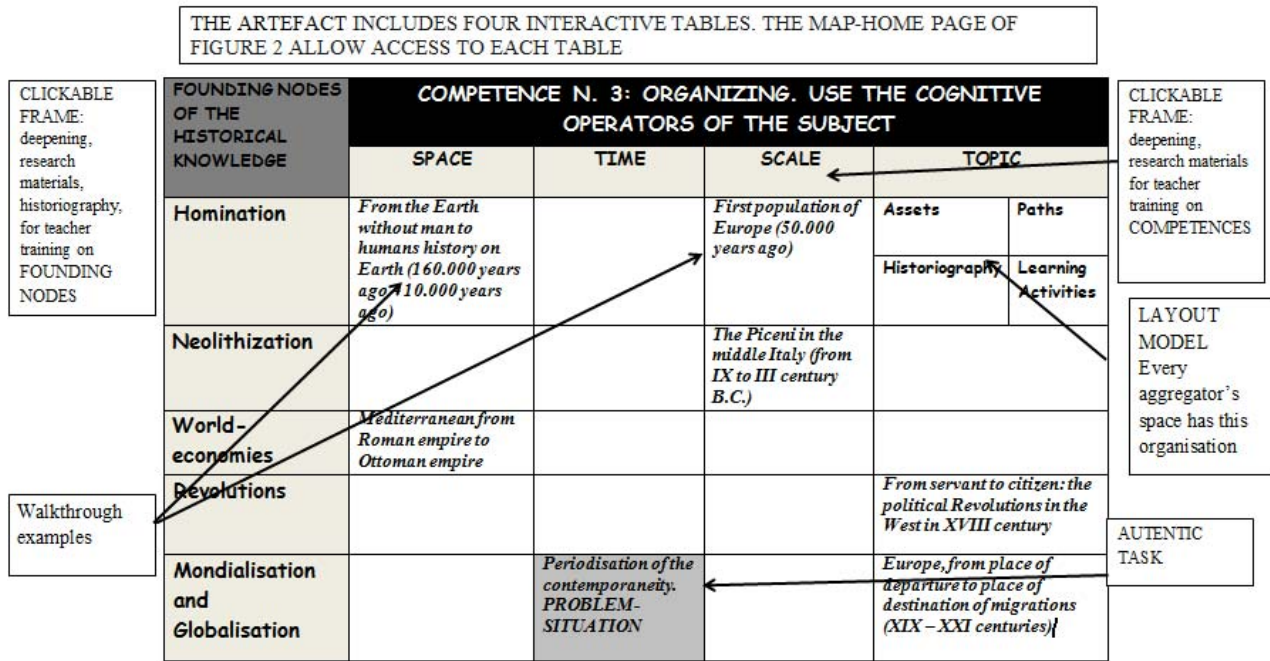 THE ARTEFACT INCLUDES FOUR INTERACTIVE TABLES. THE MAP-HOME PAGE OF
FIGURE 2 ALLOW ACCESS TO EACH TABLE
CLICKABLE
FRAME:
deepening,
research
materials,
historiography,
for teacher
training on
FOUNDING
NODES
FOUNDING NODES
OF THE
HISTORICAL
KNOWLEDGE
COMPETENCE N. 3: ORGANIZING. USE THE COGNITIVE
OPERATORS OF THE SUBJECT
SPACE
TIME
SCALE
TOPIC
CLICKABLE
FRAME:
deepening,
research materials
for teacher
training on
COMPETENCES
Homination
From the Earth
without man to
humans history on
Earth (160.000 years
ago 10.000 years
ago)
First population of
Europe (50.000
years ago)
Assets
Paths
Historiography
Learning
Activities
LAYOUT
MODEL
Every
aggregator's
space has this
organisation
Neolithization
The Piceni in the
middle Italy (from
IX to III century
B.C.)
World-
economies
Mediterranean from
Roman empire to
Ottoman empire
Revolutions
From servant to citizen: the
political Revolutions in the
West in XVIII century
Walkthrough
examples
AUTENTIC
TASK
Mondialisation
and
Globalisation
Periodisation of the
contemporaneity.
PROBLEM-
SITUATION
Europe, from place of
departure to place of
destination of migrations
(XIX – XXI centuries)